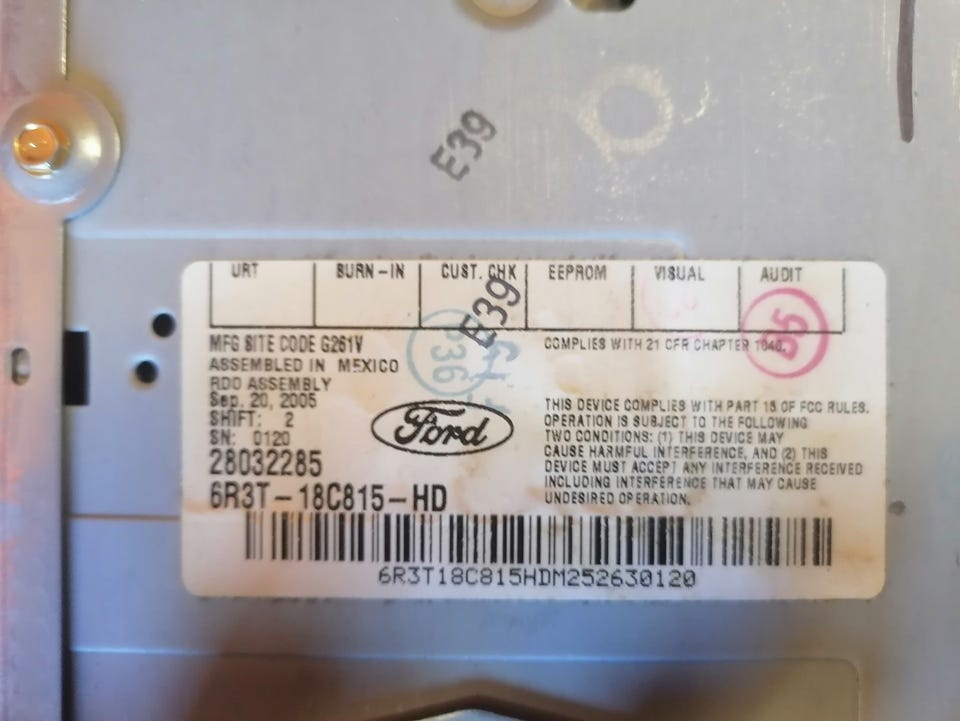 E39
URT BURN-IN CUST. CHK EEPROM VISUAL AUDIT
E39
936
65
MFG SITE CODE G261V
ASSEMBLED IN MEXICO
RDO ASSEMBLY
Sep. 20, 2005
SHIFT: 2
SN: 0120
28032285
6R3T-18C815-HD
Ford
COMPLIES WITH 21 CFR CHAPTER 1040.
THIS DEVICE COMPLIES WITH PART 15 OF FCC RULES.
OPERATION IS SUBJECT TO THE FOLLOWING
TWO CONDITIONS: (1) THIS DEVICE MAY
CAUSE HARMFUL INTERFERENCE, AND (2) THIS
DEVICE MUST ACCEPT ANY INTERFERENCE RECEIVED
INCLUDING INTERFERENCE THAT MAY CAUSE
UNDESIRED OPERATION.
6R3T18C815HDM252630120